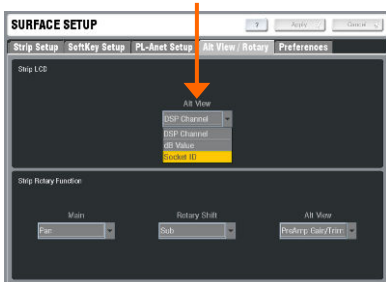 SURFACE SETUP
? Apply Cancel
Strip Setup SoftKey Setup PL-Anet Setup Alt View / Rotary Preferences
Strip LCD
Alt View
DSP Channel
DSP Channel
dB Value
Socket ID
Strip Rotary Function
Main Rotary Shift Alt View
Pan Sub PreAmp Gain/Trim